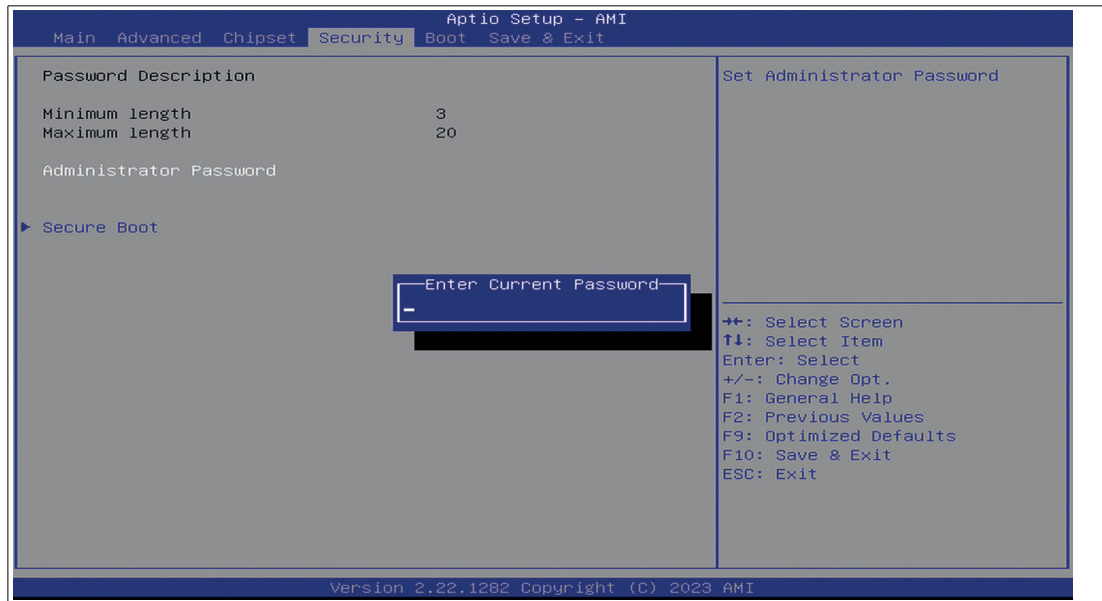 Aptio Setup – AMI
Main Advanced Chipset Security Boot Save & Exit
Password Description
Minimum length 3
Maximum length 20
Administrator Password
▶ Secure Boot
Enter Current Password
Set Administrator Password
→←: Select Screen
↑↓: Select Item
Enter: Select
+/-: Change Opt.
F1: General Help
F2: Previous Values
F9: Optimized Defaults
F10: Save & Exit
ESC: Exit
Version 2.22.1282 Copyright (C) 2023 AMI